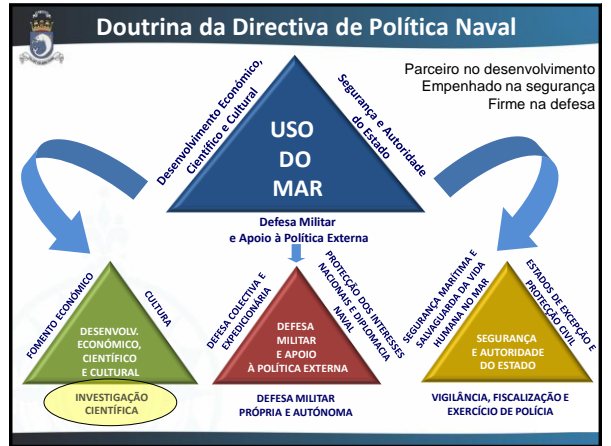 Doutrina da Directiva de Política Naval
Parceiro no desenvolvimento
Empenhado na segurança
Firme na defesa
Desenvolvimento Económico,
Científico e Cultural
Segurança e Autoridade
do Estado
USO
DO
MAR
Defesa Militar
e Apoio à Política Externa
FOMENTO ECONÓMICO
CULTURA
DESENVOLV.
ECONÓMICO,
CIENTÍFICO
E CULTURAL
INVESTIGAÇÃO
CIENTÍFICA
DEFESA COLECTIVA E
EXPEDICIONÁRIA
PROTECÇÃO DOS INTERESSES
NACIONAIS E DIPLOMACIA
NAVAL
DEFESA
MILITAR
E APOIO
À POLÍTICA EXTERNA
DEFESA MILITAR
PRÓPRIA E AUTÓNOMA
SEGURANÇA MARÍTIMA E
SALVAGUARDA DA VIDA
HUMANA NO MAR
ESTADOS DE EXCEPÇÃO E
PROTECÇÃO CIVIL
SEGURANÇA
E AUTORIDADE
DO ESTADO
VIGILÂNCIA, FISCALIZAÇÃO E
EXERCÍCIO DE POLÍCIA